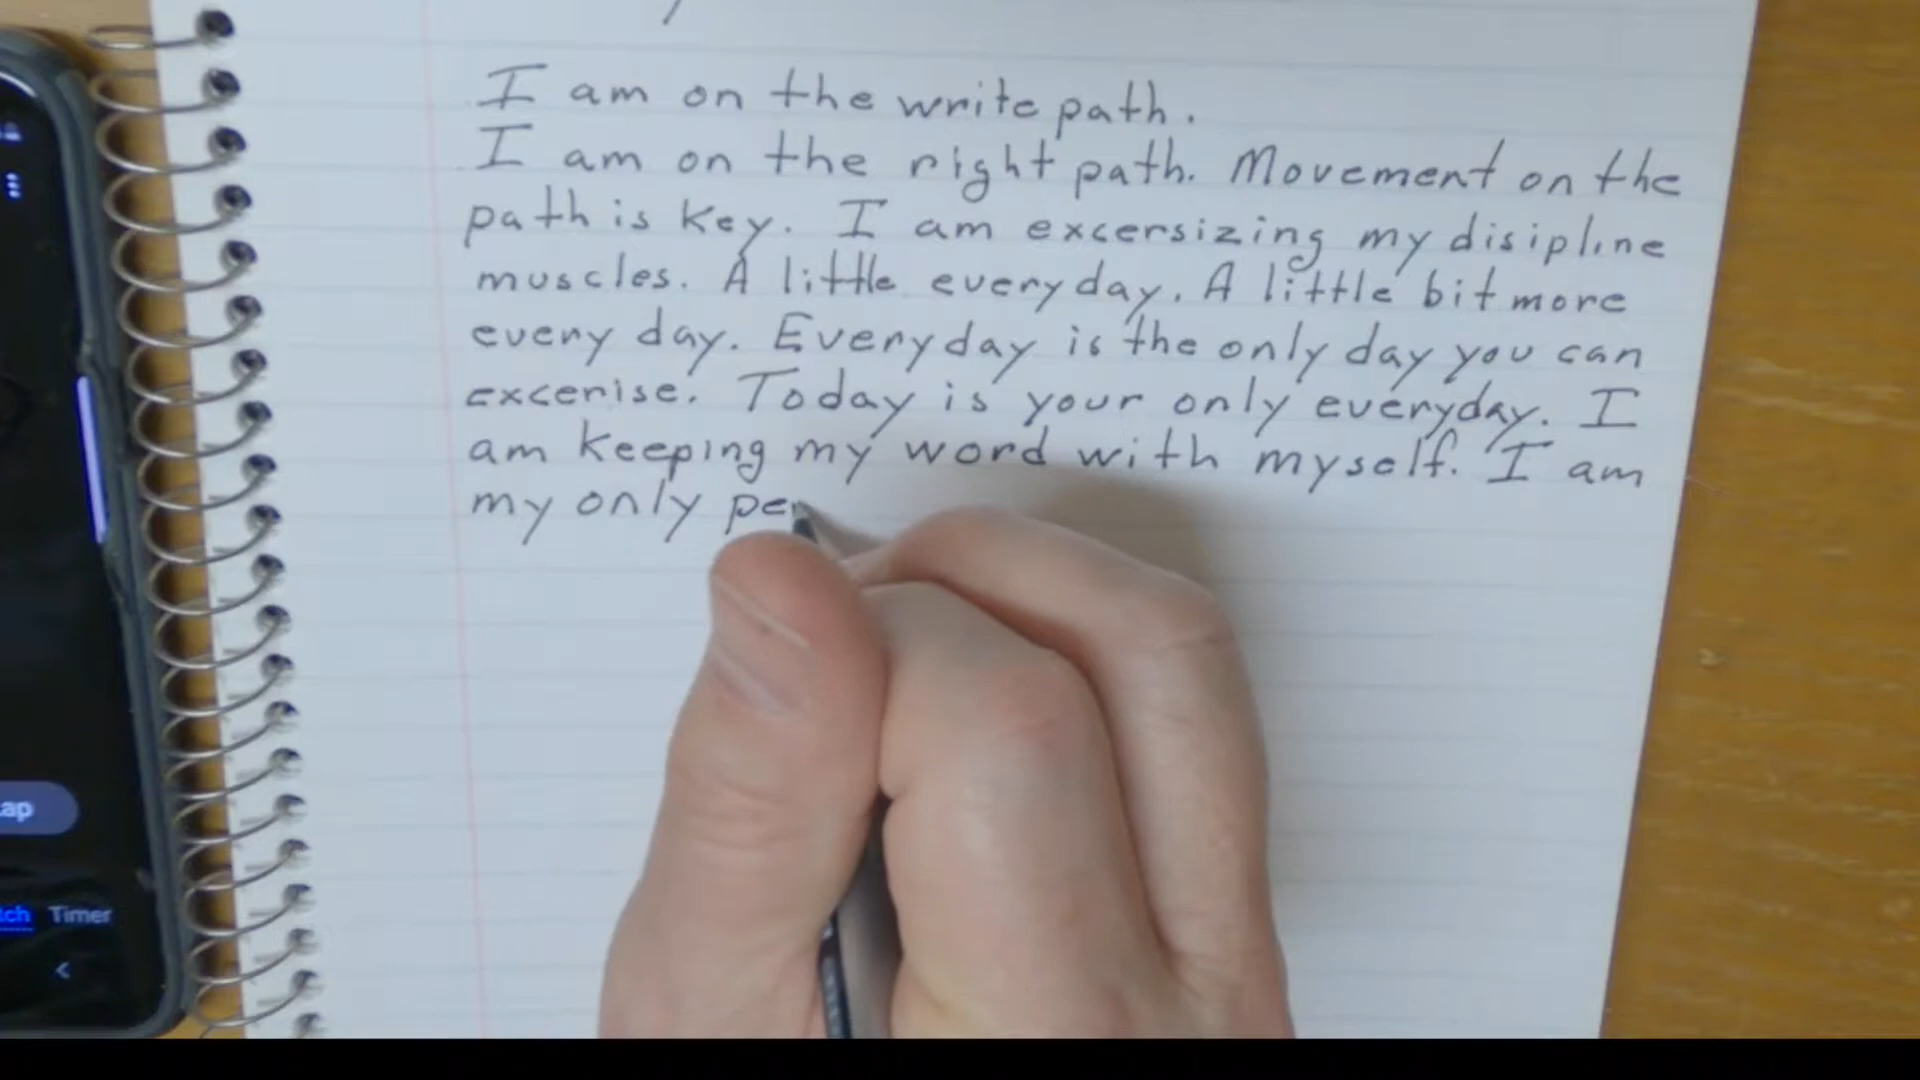 I am on the write path.
I am on the right path. Movement on the
path is key. I am excersizing my disipline
muscles. A little everyday. A little bit more
every day. Everyday is the only day you can
excerise. Today is your only everyday. I
am keeping my word with myself. I am
my only pe
Timer